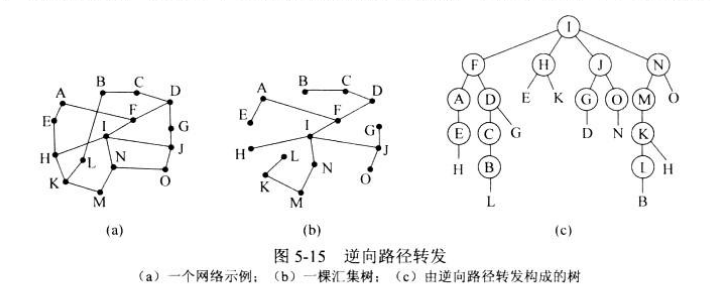 B C D
A
F
E
I G
J
H L N
K O
M
(a)
B C D
A
F
E
I G
J
H L N
K O
M
(b)
I
F H J N
A D E K G O M O
E C G D N K
H B L H
L B
(c)
图 5-15 逆向路径转发
(a) 一个网络示例; (b) 一棵汇集树; (c) 由逆向路径转发构成的树